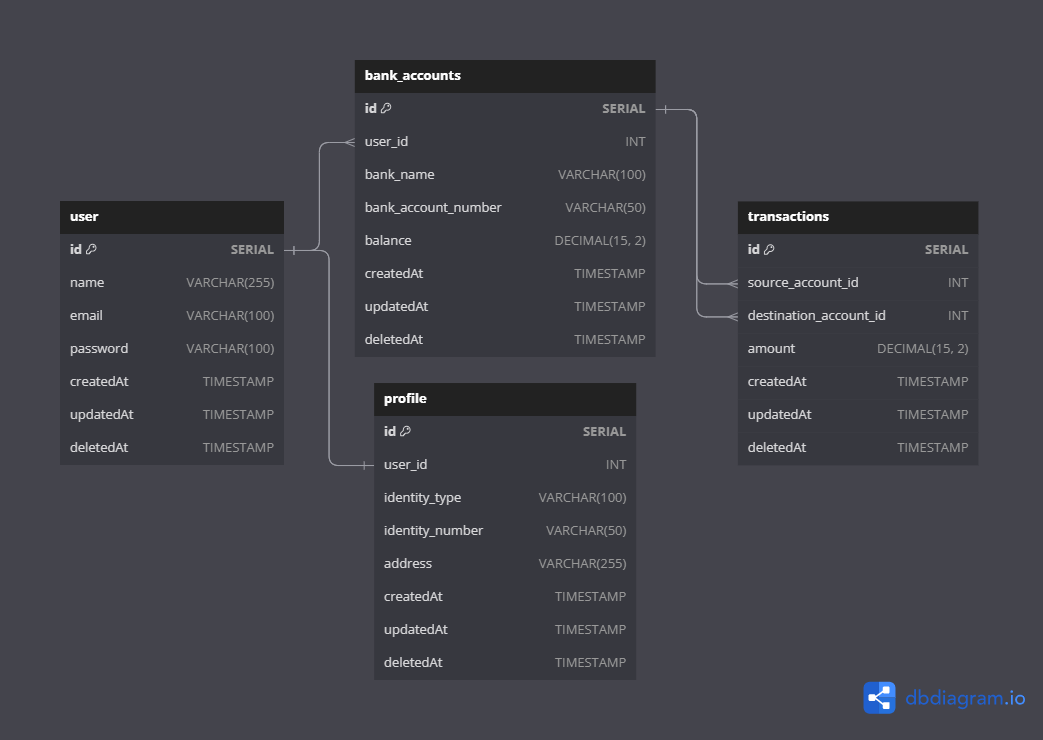 bank_accounts
id SERIAL
user_id INT
bank_name VARCHAR(100)
bank_account_number VARCHAR(50)
balance DECIMAL(15, 2)
createdAt TIMESTAMP
updatedAt TIMESTAMP
deletedAt TIMESTAMP
user
id SERIAL
name VARCHAR(255)
email VARCHAR(100)
password VARCHAR(100)
createdAt TIMESTAMP
updatedAt TIMESTAMP
deletedAt TIMESTAMP
transactions
id SERIAL
source_account_id INT
destination_account_id INT
amount DECIMAL(15, 2)
createdAt TIMESTAMP
updatedAt TIMESTAMP
deletedAt TIMESTAMP
profile
id SERIAL
user_id INT
identity_type VARCHAR(100)
identity_number VARCHAR(50)
address VARCHAR(255)
createdAt TIMESTAMP
updatedAt TIMESTAMP
deletedAt TIMESTAMP
dbdiagram.io